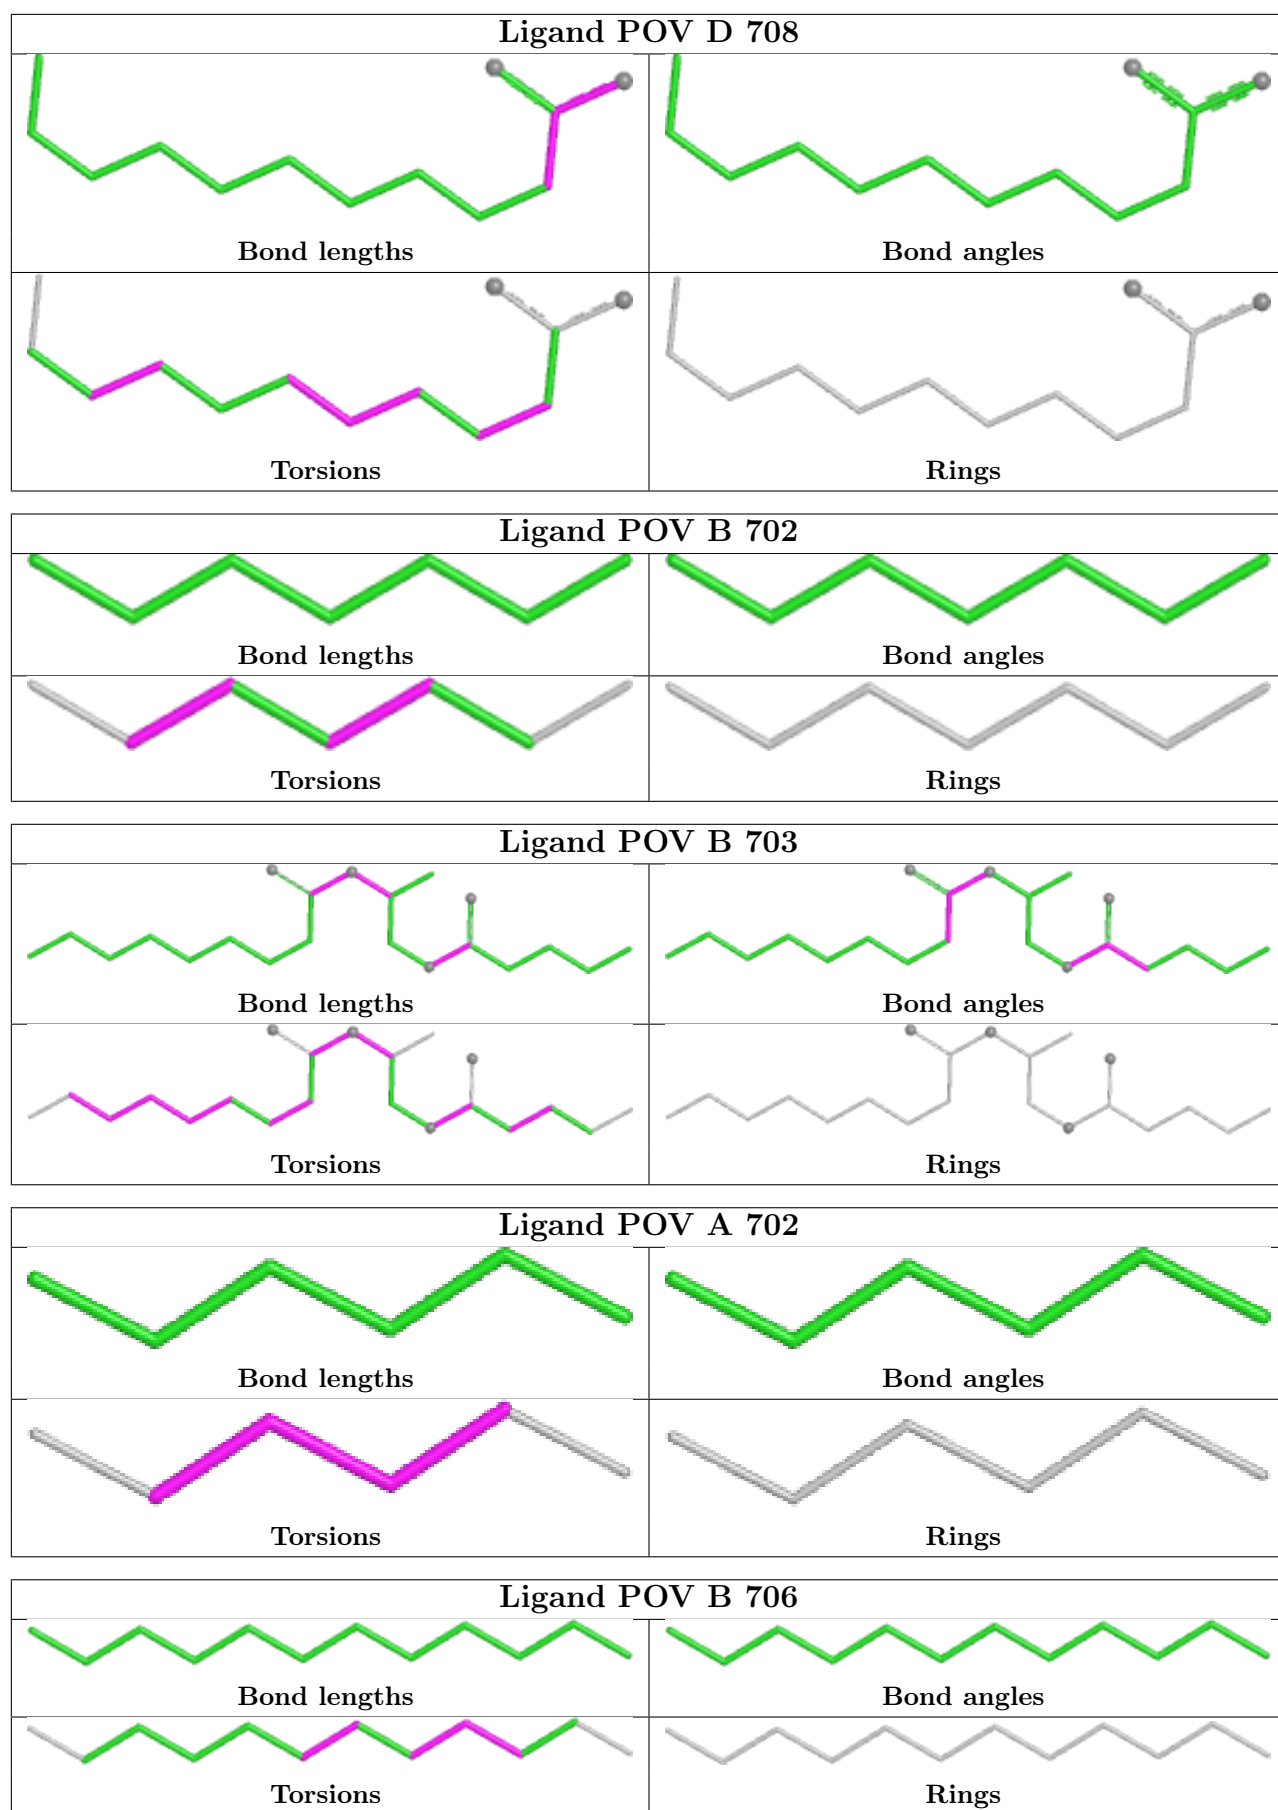 Ligand POV D 708
Bond lengths
Bond angles
Torsions
Rings
Ligand POV B 702
Bond lengths
Bond angles
Torsions
Rings
Ligand POV B 703
Bond lengths
Bond angles
Torsions
Rings
Ligand POV A 702
Bond lengths
Bond angles
Torsions
Rings
Ligand POV B 706
Bond lengths
Bond angles
Torsions
Rings